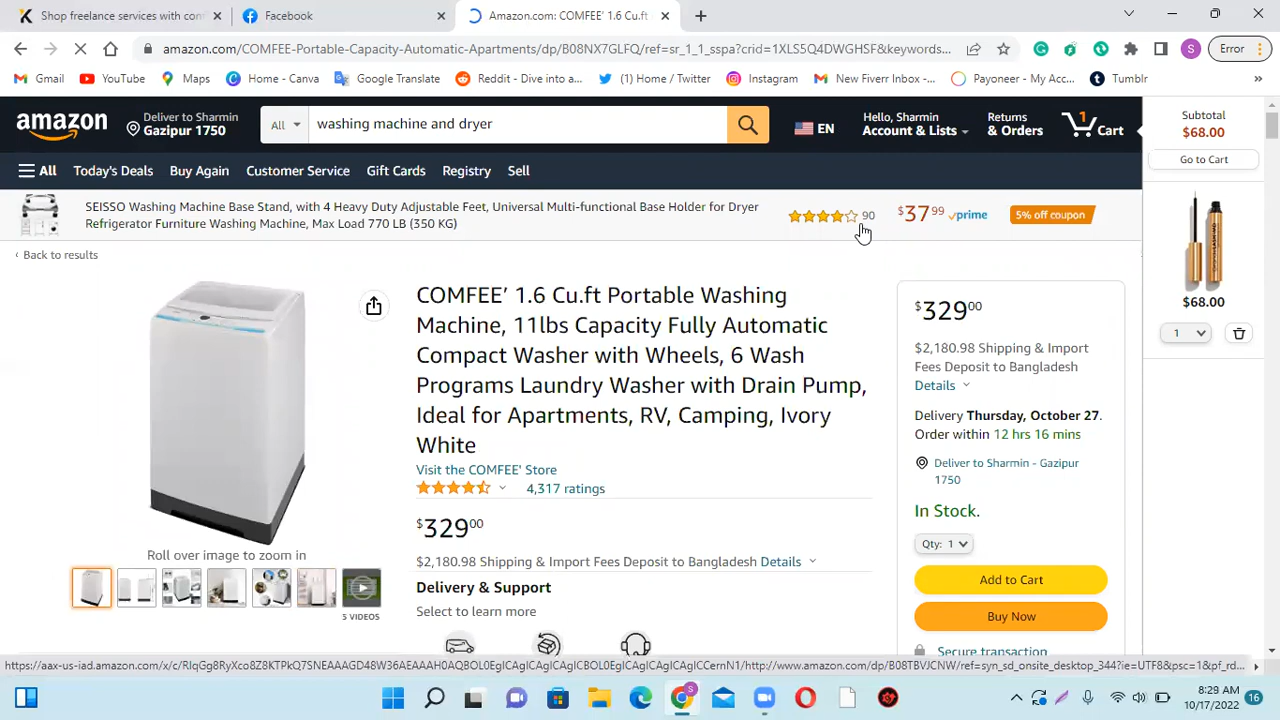 Shop freelance services with con
Facebook
Amazon.com: COMFEE' 1.6 Cu.ft
amazon.com/COMFEE-Portable-Capacity-Automatic-Apartments/dp/B08NX7GLFQ/ref=sr_1_1_sspa?crid=1XLS5Q4DWGHSF&keywords...
S
Error
Gmail
YouTube
Maps
Home - Canva
Google Translate
Reddit - Dive into a...
(1) Home / Twitter
Instagram
New Fiverr Inbox -...
Payoneer - My Acc...
Tumblr
amazon
Deliver to Sharmin
Gazipur 1750
All
washing machine and dryer
EN
Hello, Sharmin
Account & Lists
Returns
& Orders
1
Cart
Subtotal
$68.00
Go to Cart
All
Today's Deals
Buy Again
Customer Service
Gift Cards
Registry
Sell
SEISSO Washing Machine Base Stand, with 4 Heavy Duty Adjustable Feet, Universal Multi-functional Base Holder for Dryer
Refrigerator Furniture Washing Machine, Max Load 770 LB (350 KG)
90
$37 99
prime
5% off coupon
‹ Back to results
COMFEE' 1.6 Cu.ft Portable Washing
Machine, 11lbs Capacity Fully Automatic
Compact Washer with Wheels, 6 Wash
Programs Laundry Washer with Drain Pump,
Ideal for Apartments, RV, Camping, Ivory
White
Visit the COMFEE' Store
4,317 ratings
$329 00
$2,180.98 Shipping & Import Fees Deposit to Bangladesh Details
Delivery & Support
Select to learn more
Roll over image to zoom in
5 VIDEOS
$329 00
$2,180.98 Shipping & Import
Fees Deposit to Bangladesh
Details
Delivery Thursday, October 27.
Order within 12 hrs 16 mins
Deliver to Sharmin - Gazipur
1750
In Stock.
Qty: 1
Add to Cart
Buy Now
Secure transaction
$68.00
1
8:29 AM
10/17/2022
16